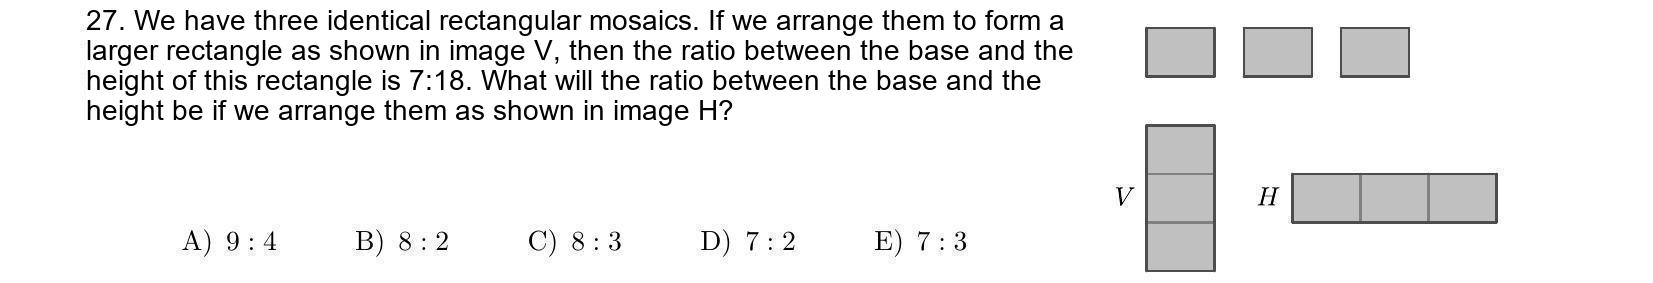 27. We have three identical rectangular mosaics. If we arrange them to form a
larger rectangle as shown in image V, then the ratio between the base and the
height of this rectangle is 7:18. What will the ratio between the base and the
height be if we arrange them as shown in image H?
V H
A) 9 : 4 B) 8 : 2 C) 8 : 3 D) 7 : 2 E) 7 : 3